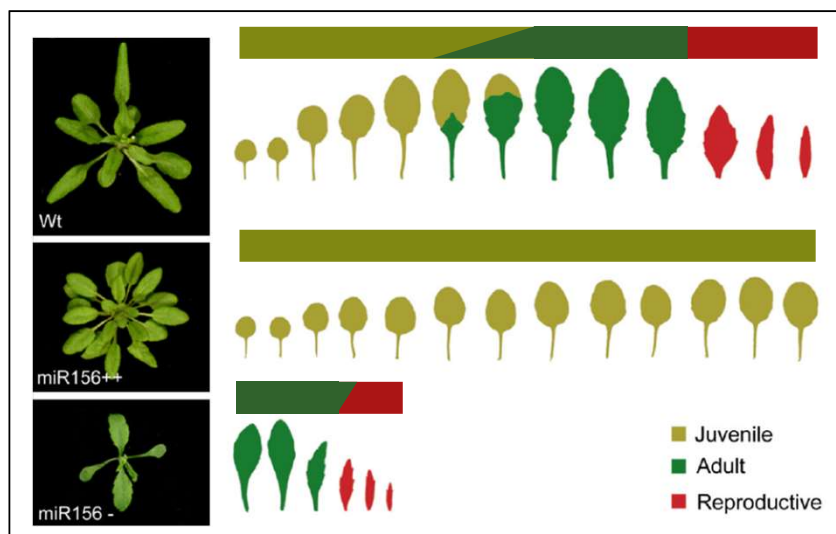 Wt
miR156++
miR156 -
Juvenile
Adult
Reproductive